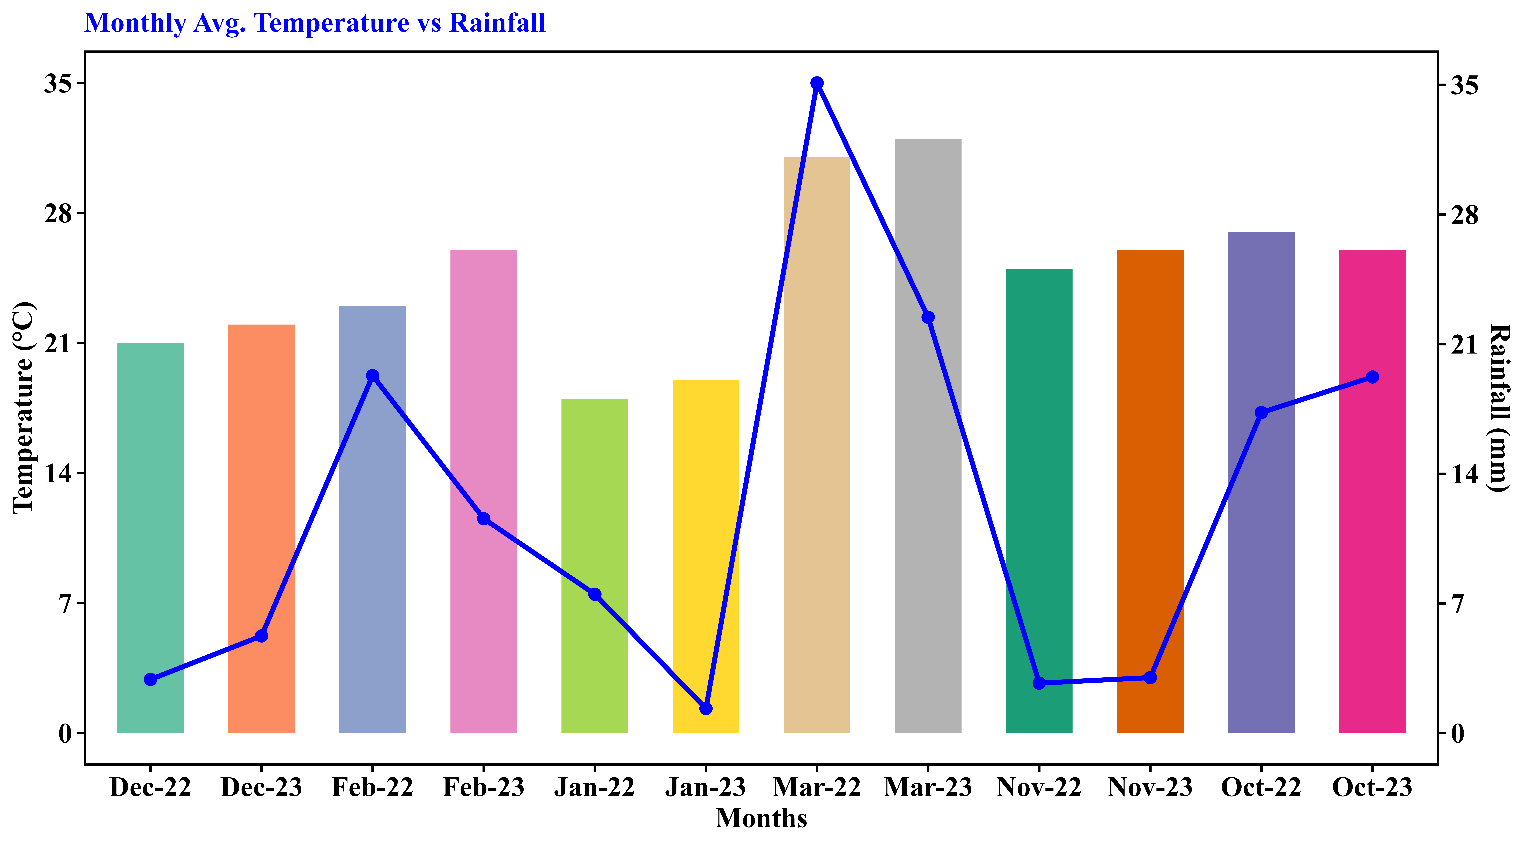 Monthly Avg. Temperature vs Rainfall
35
28
21
14
7
0
Temperature (°C)
35
28
21
14
7
0
Rainfall (mm)
Dec-22 Dec-23 Feb-22 Feb-23 Jan-22 Jan-23 Mar-22 Mar-23 Nov-22 Nov-23 Oct-22 Oct-23
Months